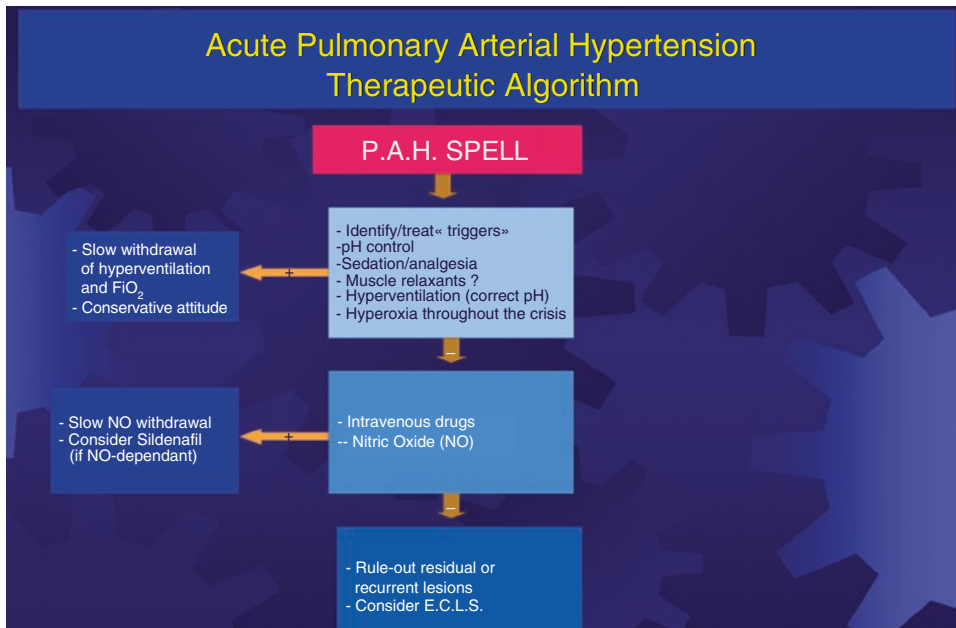 Acute Pulmonary Arterial Hypertension
Therapeutic Algorithm
P.A.H. SPELL
- Identify/treat« triggers»
-pH control
-Sedation/analgesia
- Muscle relaxants ?
- Hyperventilation (correct pH)
- Hyperoxia throughout the crisis
+
- Slow withdrawal
of hyperventilation
and FiO₂
- Conservative attitude
–
- Intravenous drugs
-- Nitric Oxide (NO)
+
- Slow NO withdrawal
- Consider Sildenafil
(if NO-dependant)
–
- Rule-out residual or
recurrent lesions
- Consider E.C.L.S.